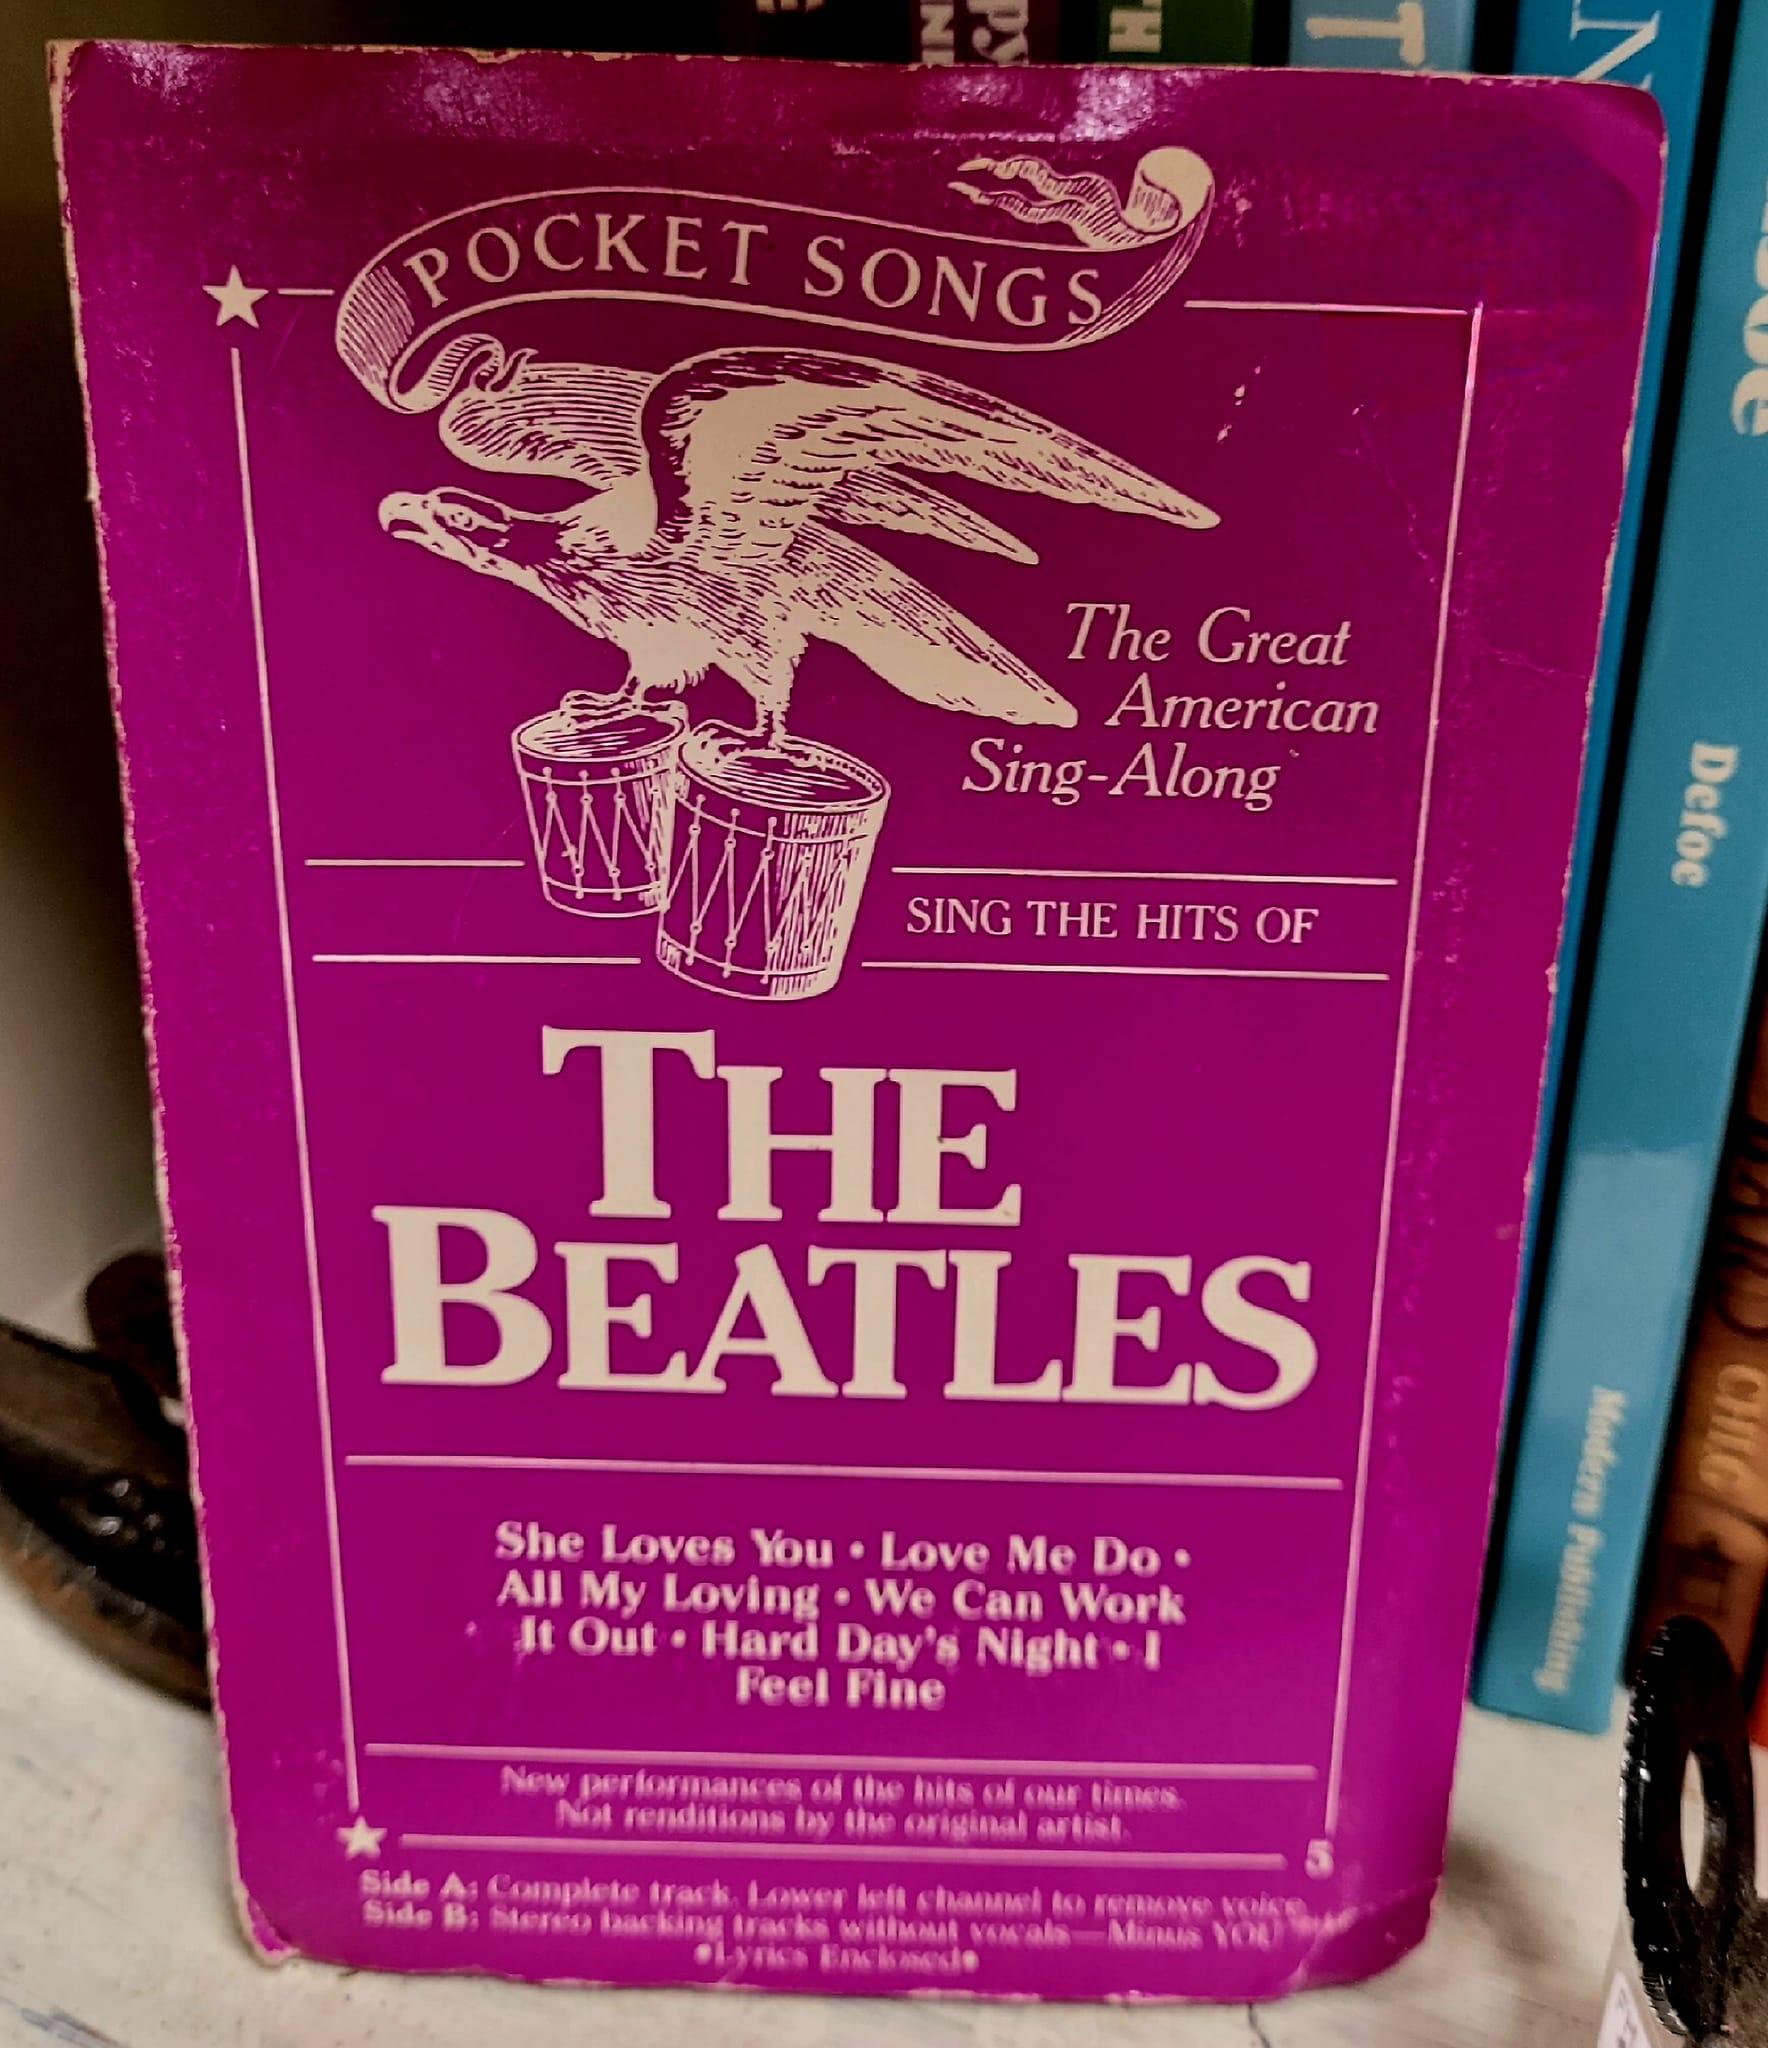 POCKET SONGS
The Great
American
Sing-Along
SING THE HITS OF
THE
BEATLES
She Loves You • Love Me Do •
All My Loving • We Can Work
It Out • Hard Day's Night • I
Feel Fine
New performances of the hits of our times.
Not renditions by the original artist.
5
Side A: Complete track. Lower left channel to remove voice.
Side B: Stereo backing tracks without vocals—Minus YOU
•Lyrics Enclosed•
Defoe
Modern Publishing